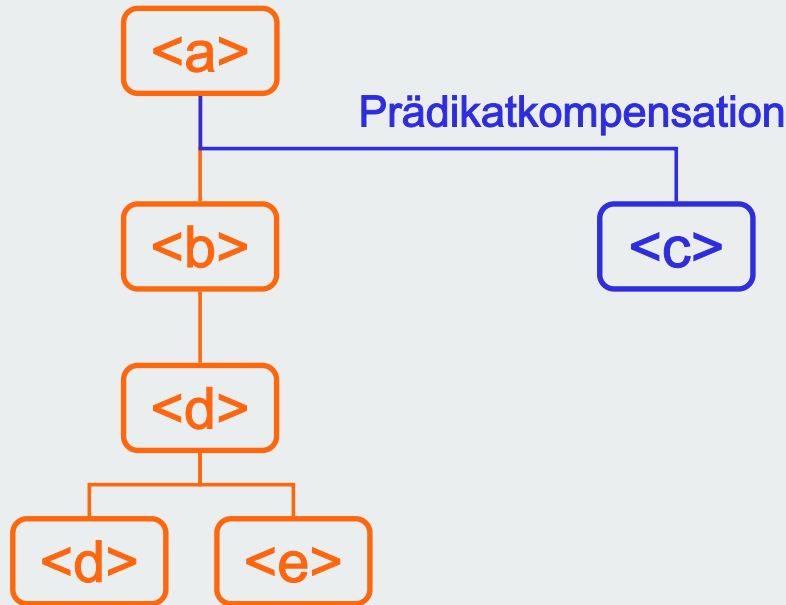 <a>
Prädikatkompensation
<b>
<c>
<d>
<d>
<e>